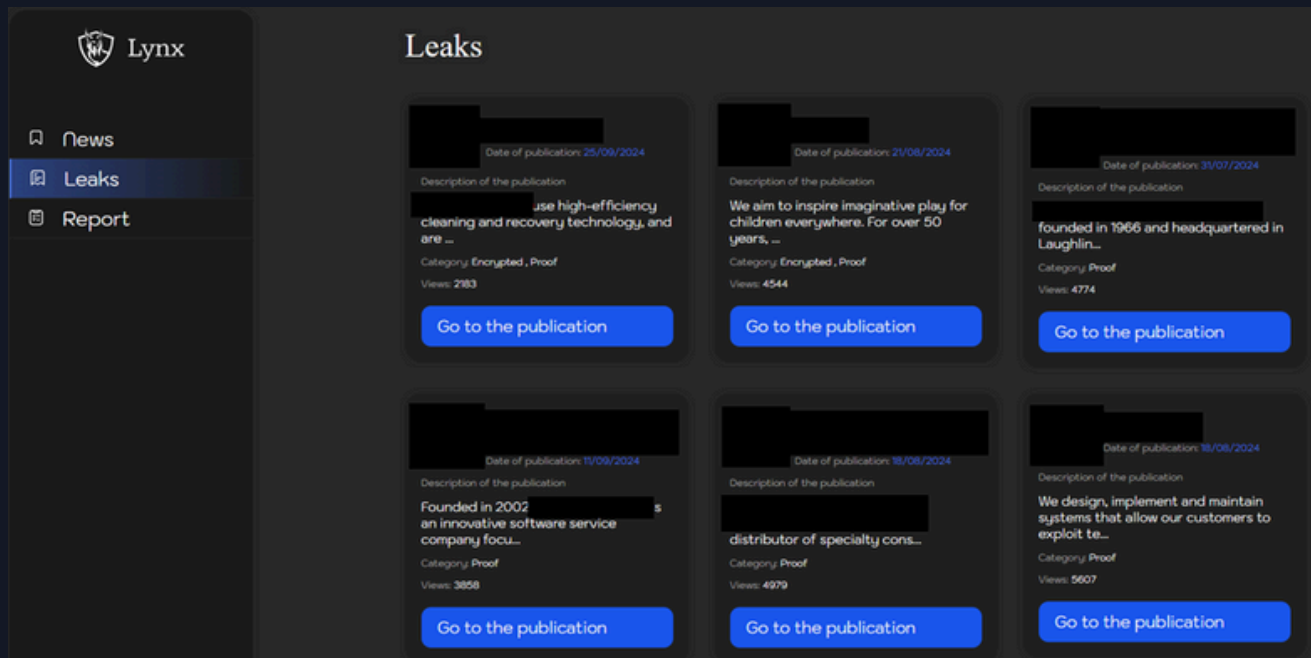 Lynx
News
Leaks
Report
Leaks
Date of publication: 25/09/2024
Description of the publication
use high-efficiency
cleaning and recovery technology, and
are ...
Category: Encrypted , Proof
Views: 2183
Go to the publication
Date of publication: 21/08/2024
Description of the publication
We aim to inspire imaginative play for
children everywhere. For over 50
years, ...
Category: Encrypted , Proof
Views: 4544
Go to the publication
Date of publication: 31/07/2024
Description of the publication
founded in 1966 and headquartered in
Laughlin...
Category: Proof
Views: 4774
Go to the publication
Date of publication: 11/09/2024
Description of the publication
Founded in 2002 s
an innovative software service
company focu...
Category: Proof
Views: 3858
Go to the publication
Date of publication: 18/08/2024
Description of the publication
distributor of specialty cons...
Category: Proof
Views: 4979
Go to the publication
Date of publication: 18/08/2024
Description of the publication
We design, implement and maintain
systems that allow our customers to
exploit te...
Category: Proof
Views: 5607
Go to the publication